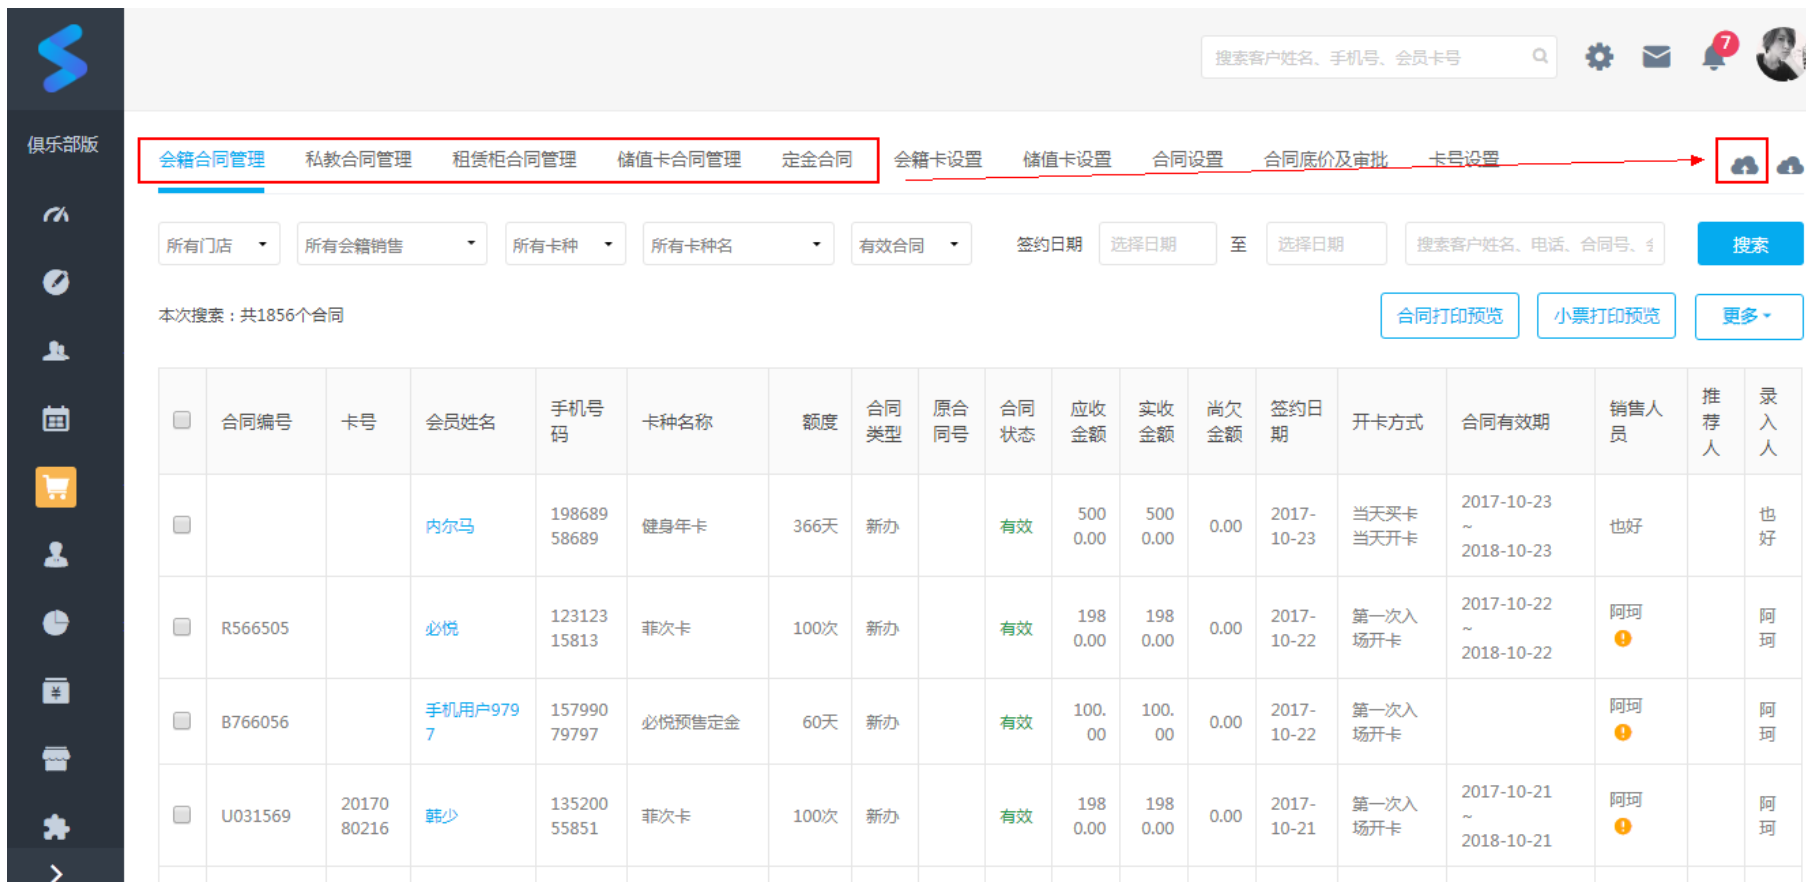 搜索客户姓名、手机号、会员卡号
7
俱乐部版
会籍合同管理 私教合同管理 租赁柜合同管理 储值卡合同管理 定金合同 会籍卡设置 储值卡设置 合同设置 合同底价及审批 卡号设置
所有门店 所有会籍销售 所有卡种 所有卡种名 有效合同 签约日期 选择日期 至 选择日期 搜索客户姓名、电话、合同号、 搜索
本次搜索：共1856个合同 合同打印预览 小票打印预览 更多
合同编号 卡号 会员姓名 手机号码 卡种名称 额度 合同类型 原合同号 合同状态 应收金额 实收金额 尚欠金额 签约日期 开卡方式 合同有效期 销售人员 推荐人 录入人
内尔马 19868958689 健身年卡 366天 新办 有效 5000.00 5000.00 0.00 2017-10-23 当天买卡当天开卡 2017-10-23 ~ 2018-10-23 也好 也好
R566505 必悦 12312315813 菲次卡 100次 新办 有效 1980.00 1980.00 0.00 2017-10-22 第一次入场开卡 2017-10-22 ~ 2018-10-22 阿珂 阿珂
B766056 手机用户9797 15799079797 必悦预售定金 60天 新办 有效 100.00 100.00 0.00 2017-10-22 第一次入场开卡 阿珂 阿珂
U031569 2017080216 韩少 13520055851 菲次卡 100次 新办 有效 1980.00 1980.00 0.00 2017-10-21 第一次入场开卡 2017-10-21 ~ 2018-10-21 阿珂 阿珂